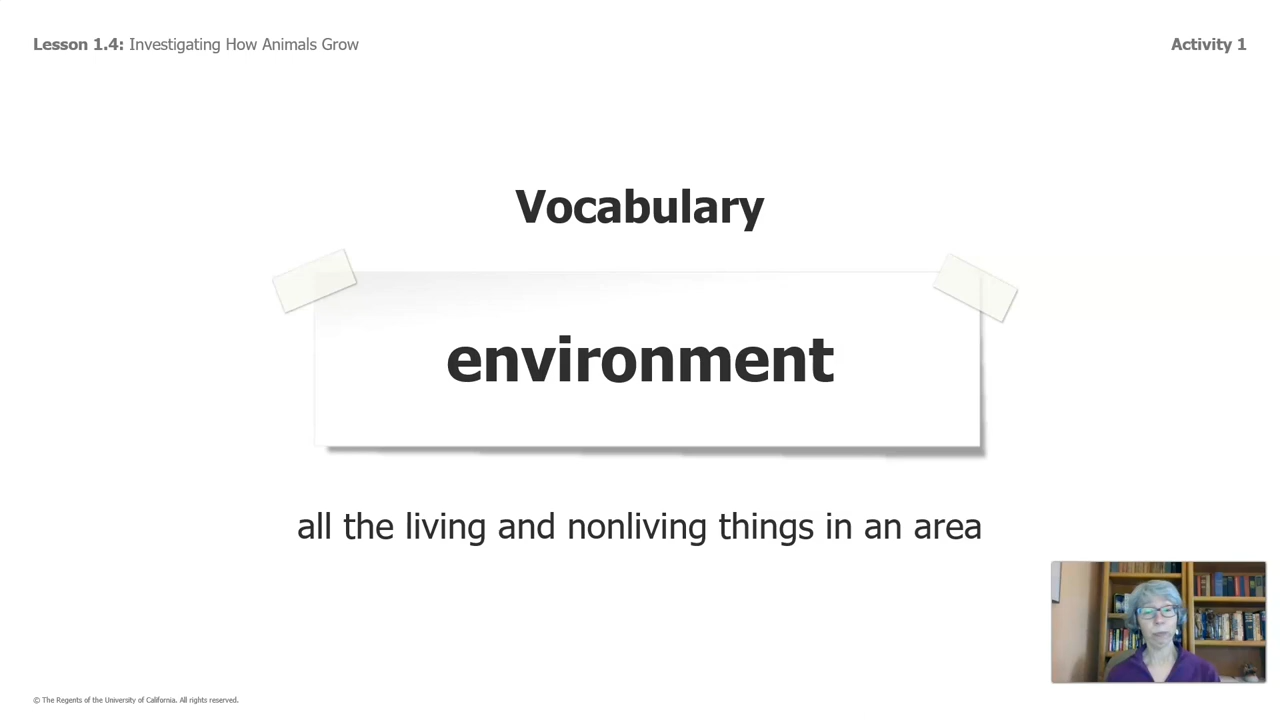 Lesson 1.4: Investigating How Animals Grow
Activity 1
Vocabulary
environment
all the living and nonliving things in an area
© The Regents of the University of California. All rights reserved.